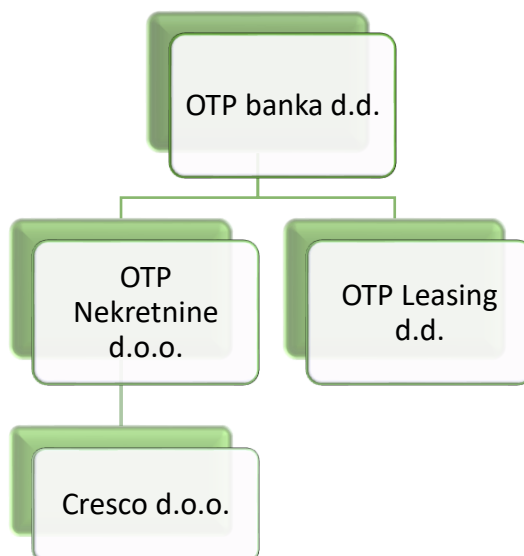 OTP banka d.d.
OTP
Nekretnine
d.o.o.
OTP Leasing
d.d.
Cresco d.o.o.